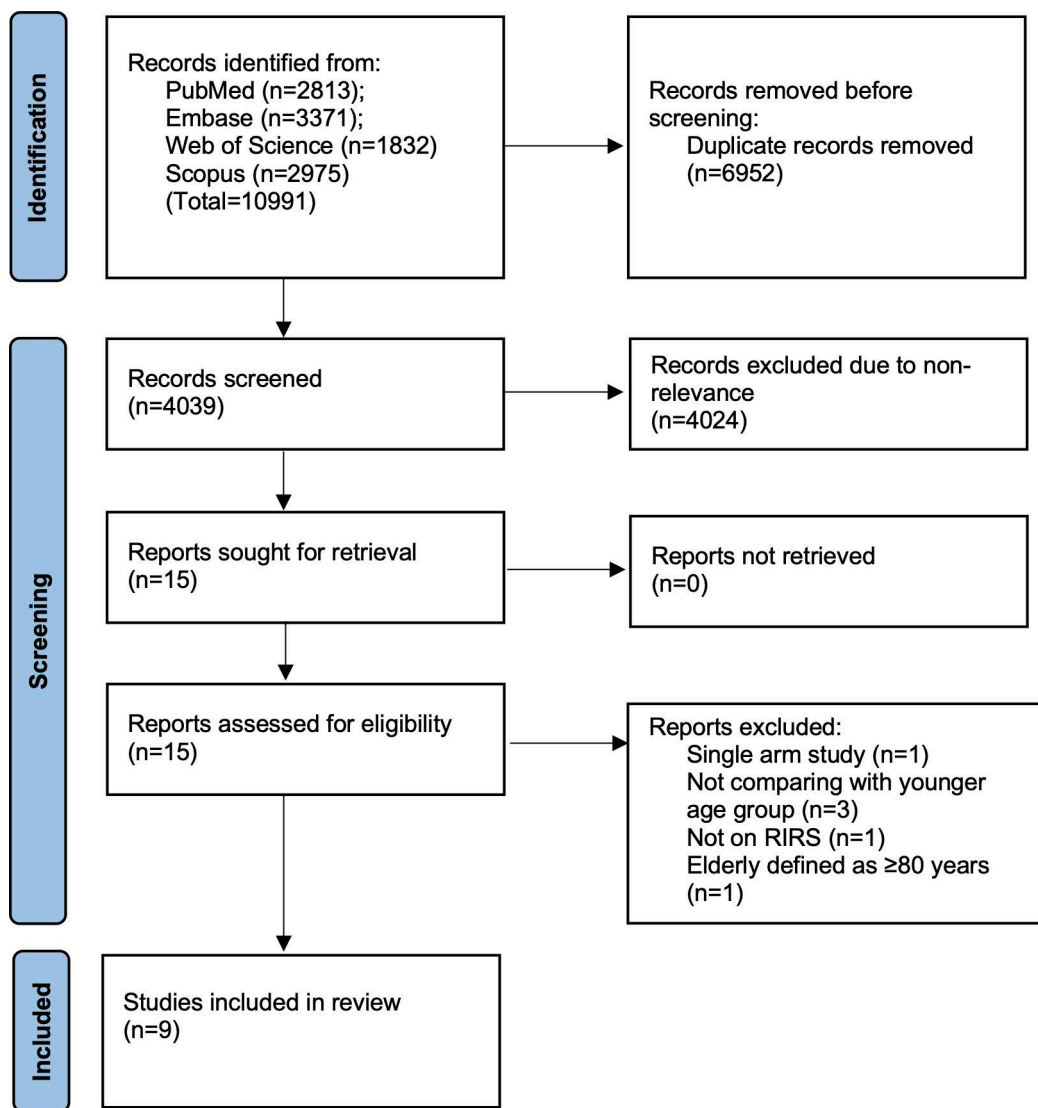 Identification
Records identified from:
PubMed (n=2813);
Embase (n=3371);
Web of Science (n=1832)
Scopus (n=2975)
(Total=10991)
Records removed before
screening:
Duplicate records removed
(n=6952)
Screening
Records screened
(n=4039)
Records excluded due to non-
relevance
(n=4024)
Reports sought for retrieval
(n=15)
Reports not retrieved
(n=0)
Reports assessed for eligibility
(n=15)
Reports excluded:
Single arm study (n=1)
Not comparing with younger
age group (n=3)
Not on RIRS (n=1)
Elderly defined as ≥80 years
(n=1)
Included
Studies included in review
(n=9)